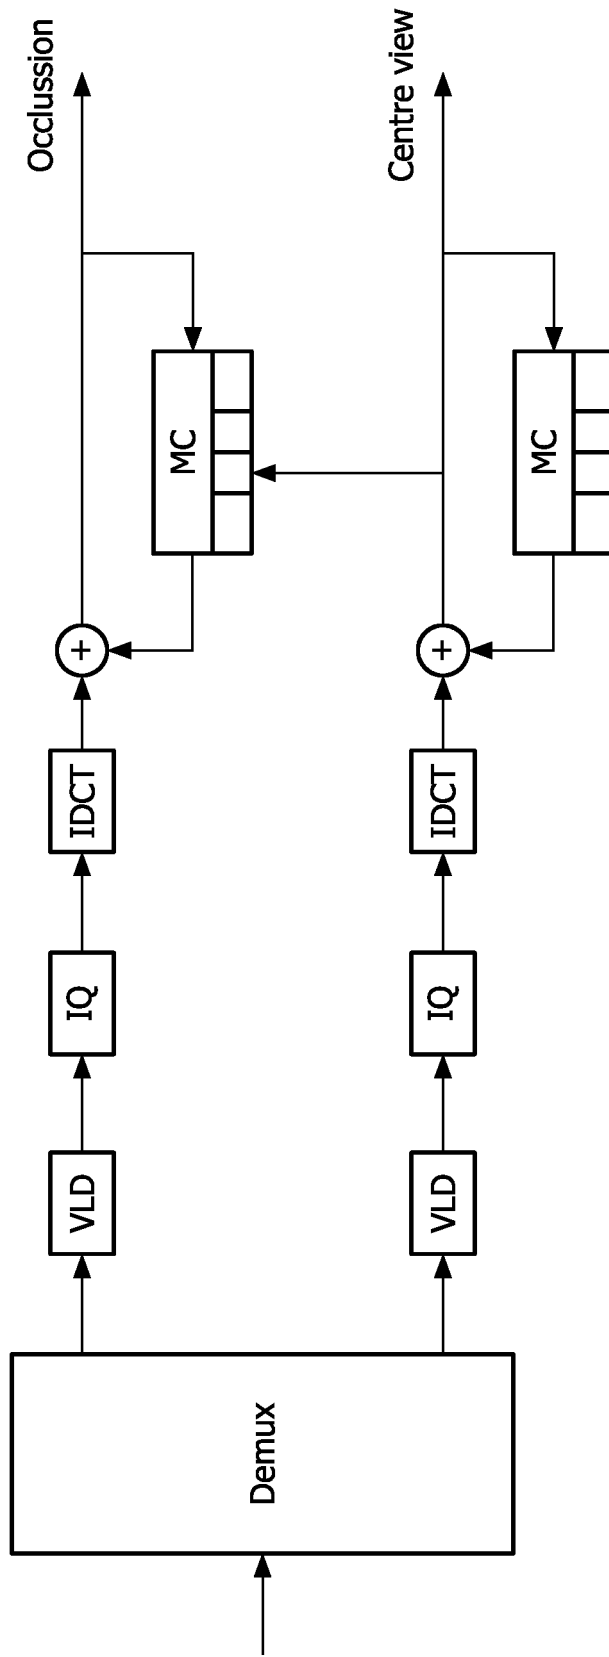 Demux
VLD
IQ
IDCT
+
MC
Occlussion
VLD
IQ
IDCT
+
MC
Centre view